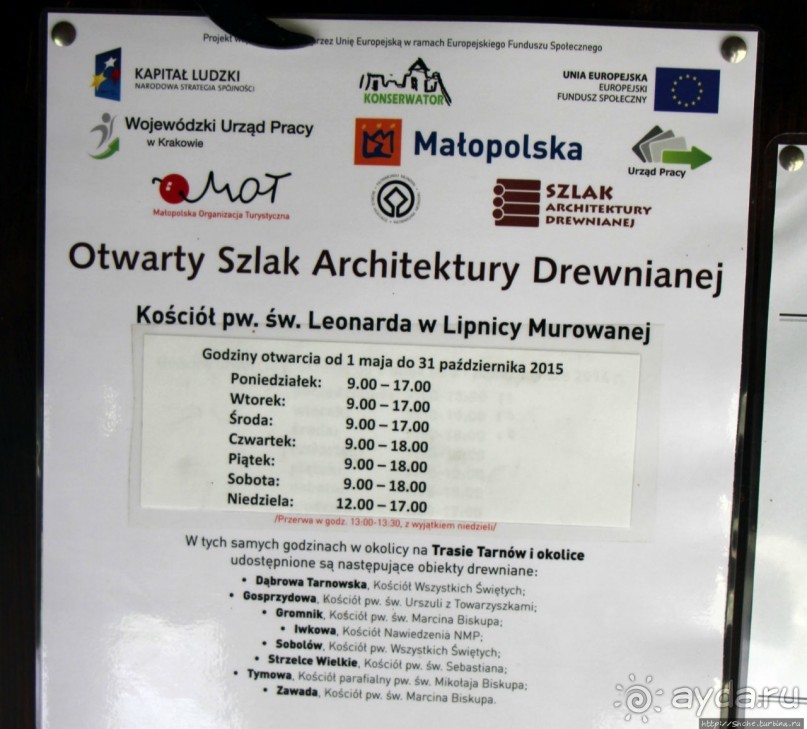 Projekt rzez Unię Europejską w ramach Europejskiego Funduszu Społecznego
KAPITAŁ LUDZKI
NARODOWA STRATEGIA SPÓJNOŚCI
KONSERWATOR
UNIA EUROPEJSKA
EUROPEJSKI
FUNDUSZ SPOŁECZNY
Wojewódzki Urząd Pracy
w Krakowie
Małopolska
Urząd Pracy
MOT
Małopolska Organizacja Turystyczna
SZLAK
ARCHITEKTURY
DREWNIANEJ
Otwarty Szlak Architektury Drewnianej
Kościół pw. św. Leonarda w Lipnicy Murowanej
Godziny otwarcia od 1 maja do 31 października 2015
Poniedziałek: 9.00 – 17.00
Wtorek: 9.00 – 17.00
Środa: 9.00 – 17.00
Czwartek: 9.00 – 18.00
Piątek: 9.00 – 18.00
Sobota: 9.00 – 18.00
Niedziela: 12.00 – 17.00
/Przerwa w godz. 13:00-13:30, z wyjątkiem niedzieli/
W tych samych godzinach w okolicy na Trasie Tarnów i okolice
udostępnione są następujące obiekty drewniane:
• Dąbrowa Tarnowska, Kościół Wszystkich Świętych;
• Gosprzydowa, Kościół pw. św. Urszuli z Towarzyszkami;
• Gromnik, Kościół pw. św. Marcina Biskupa;
• Iwkowa, Kościół Nawiedzenia NMP;
• Sobolów, Kościół pw. Wszystkich Świętych;
• Strzelce Wielkie, Kościół pw. św. Sebastiana;
• Tymowa, Kościół parafialny pw. św. Mikołaja Biskupa;
• Zawada, Kościół pw. św. Marcina Biskupa.
ayda.ru
https://Shche.turbina.ru